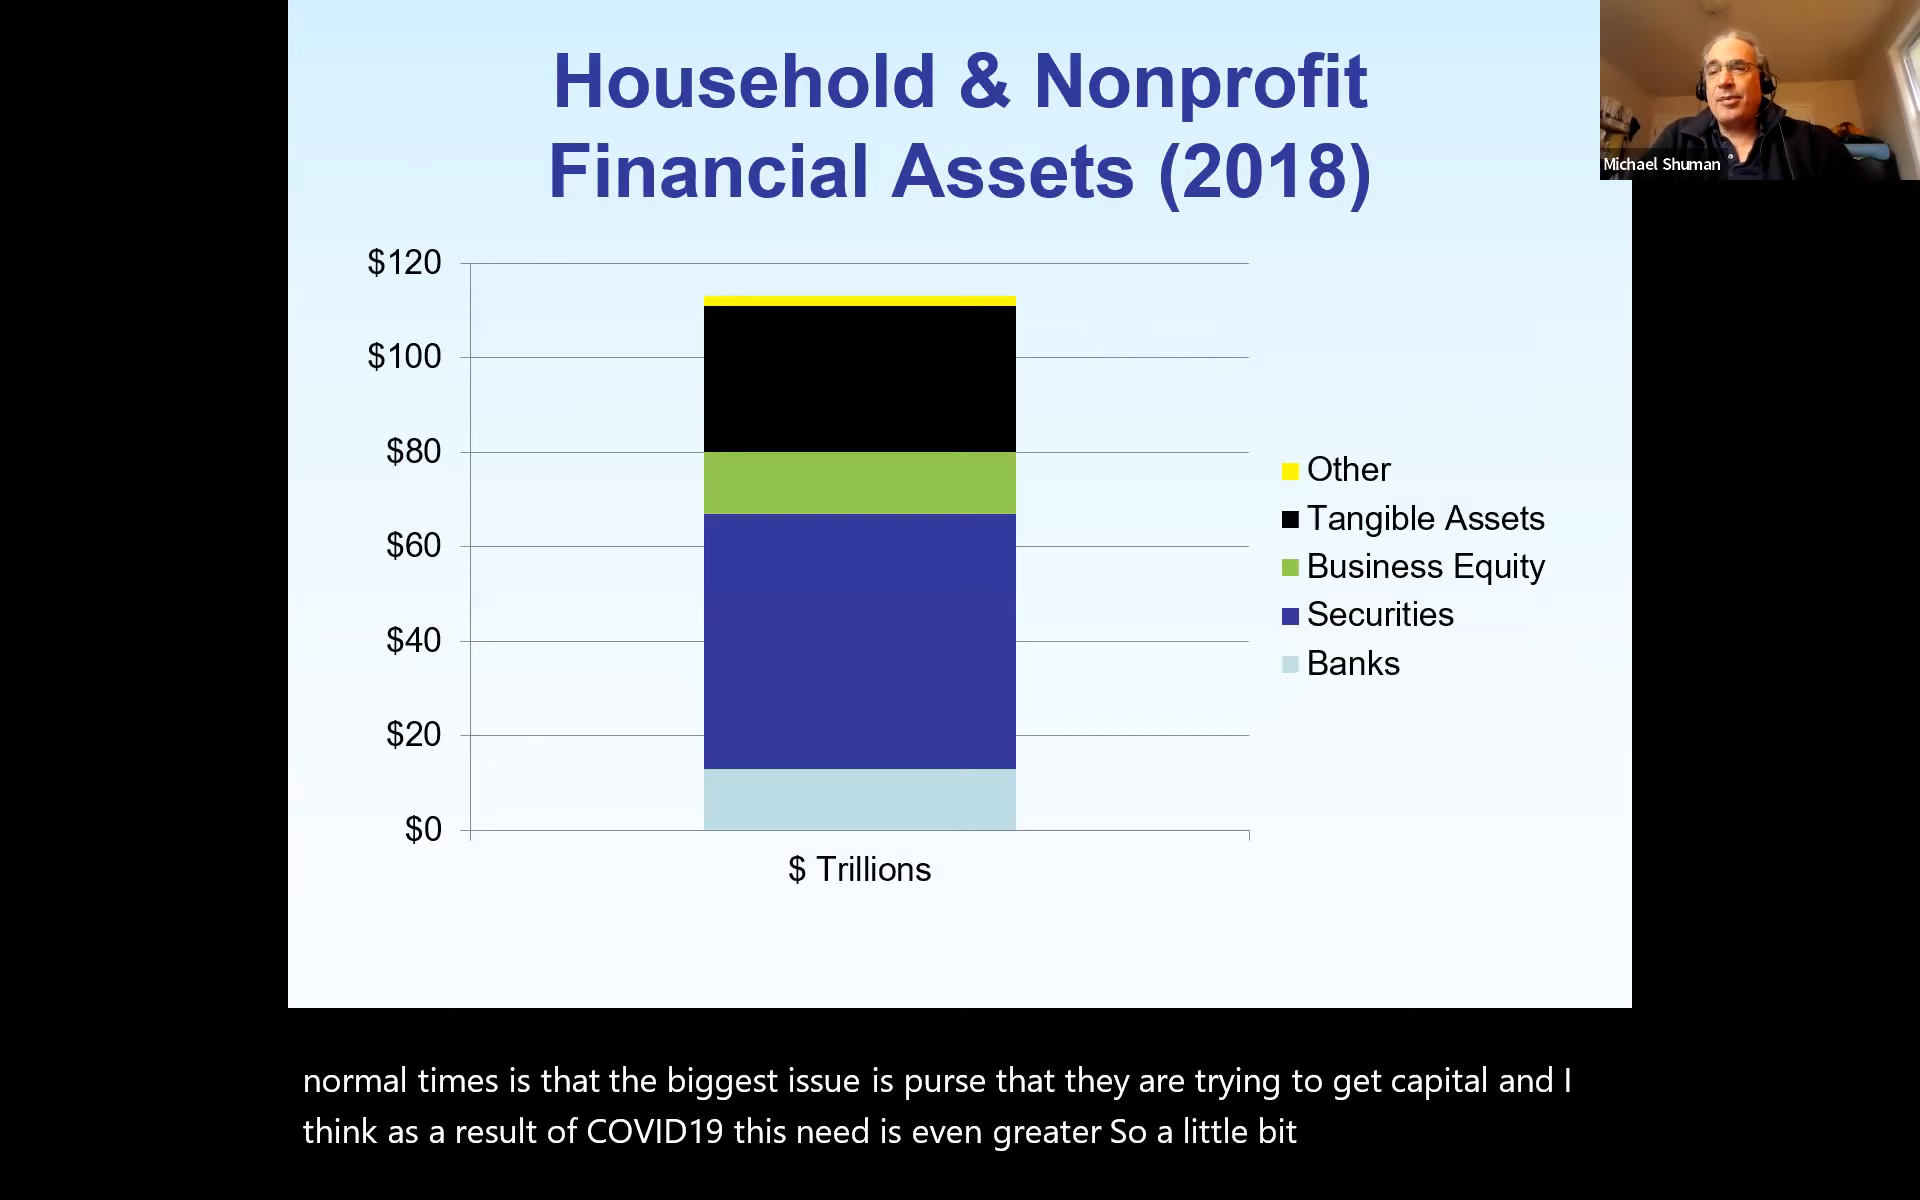 Household & Nonprofit
Financial Assets (2018)
Michael Shuman
$120
$100
$80
$60
$40
$20
$0
$ Trillions
Other
Tangible Assets
Business Equity
Securities
Banks
normal times is that the biggest issue is purse that they are trying to get capital and I
think as a result of COVID19 this need is even greater So a little bit